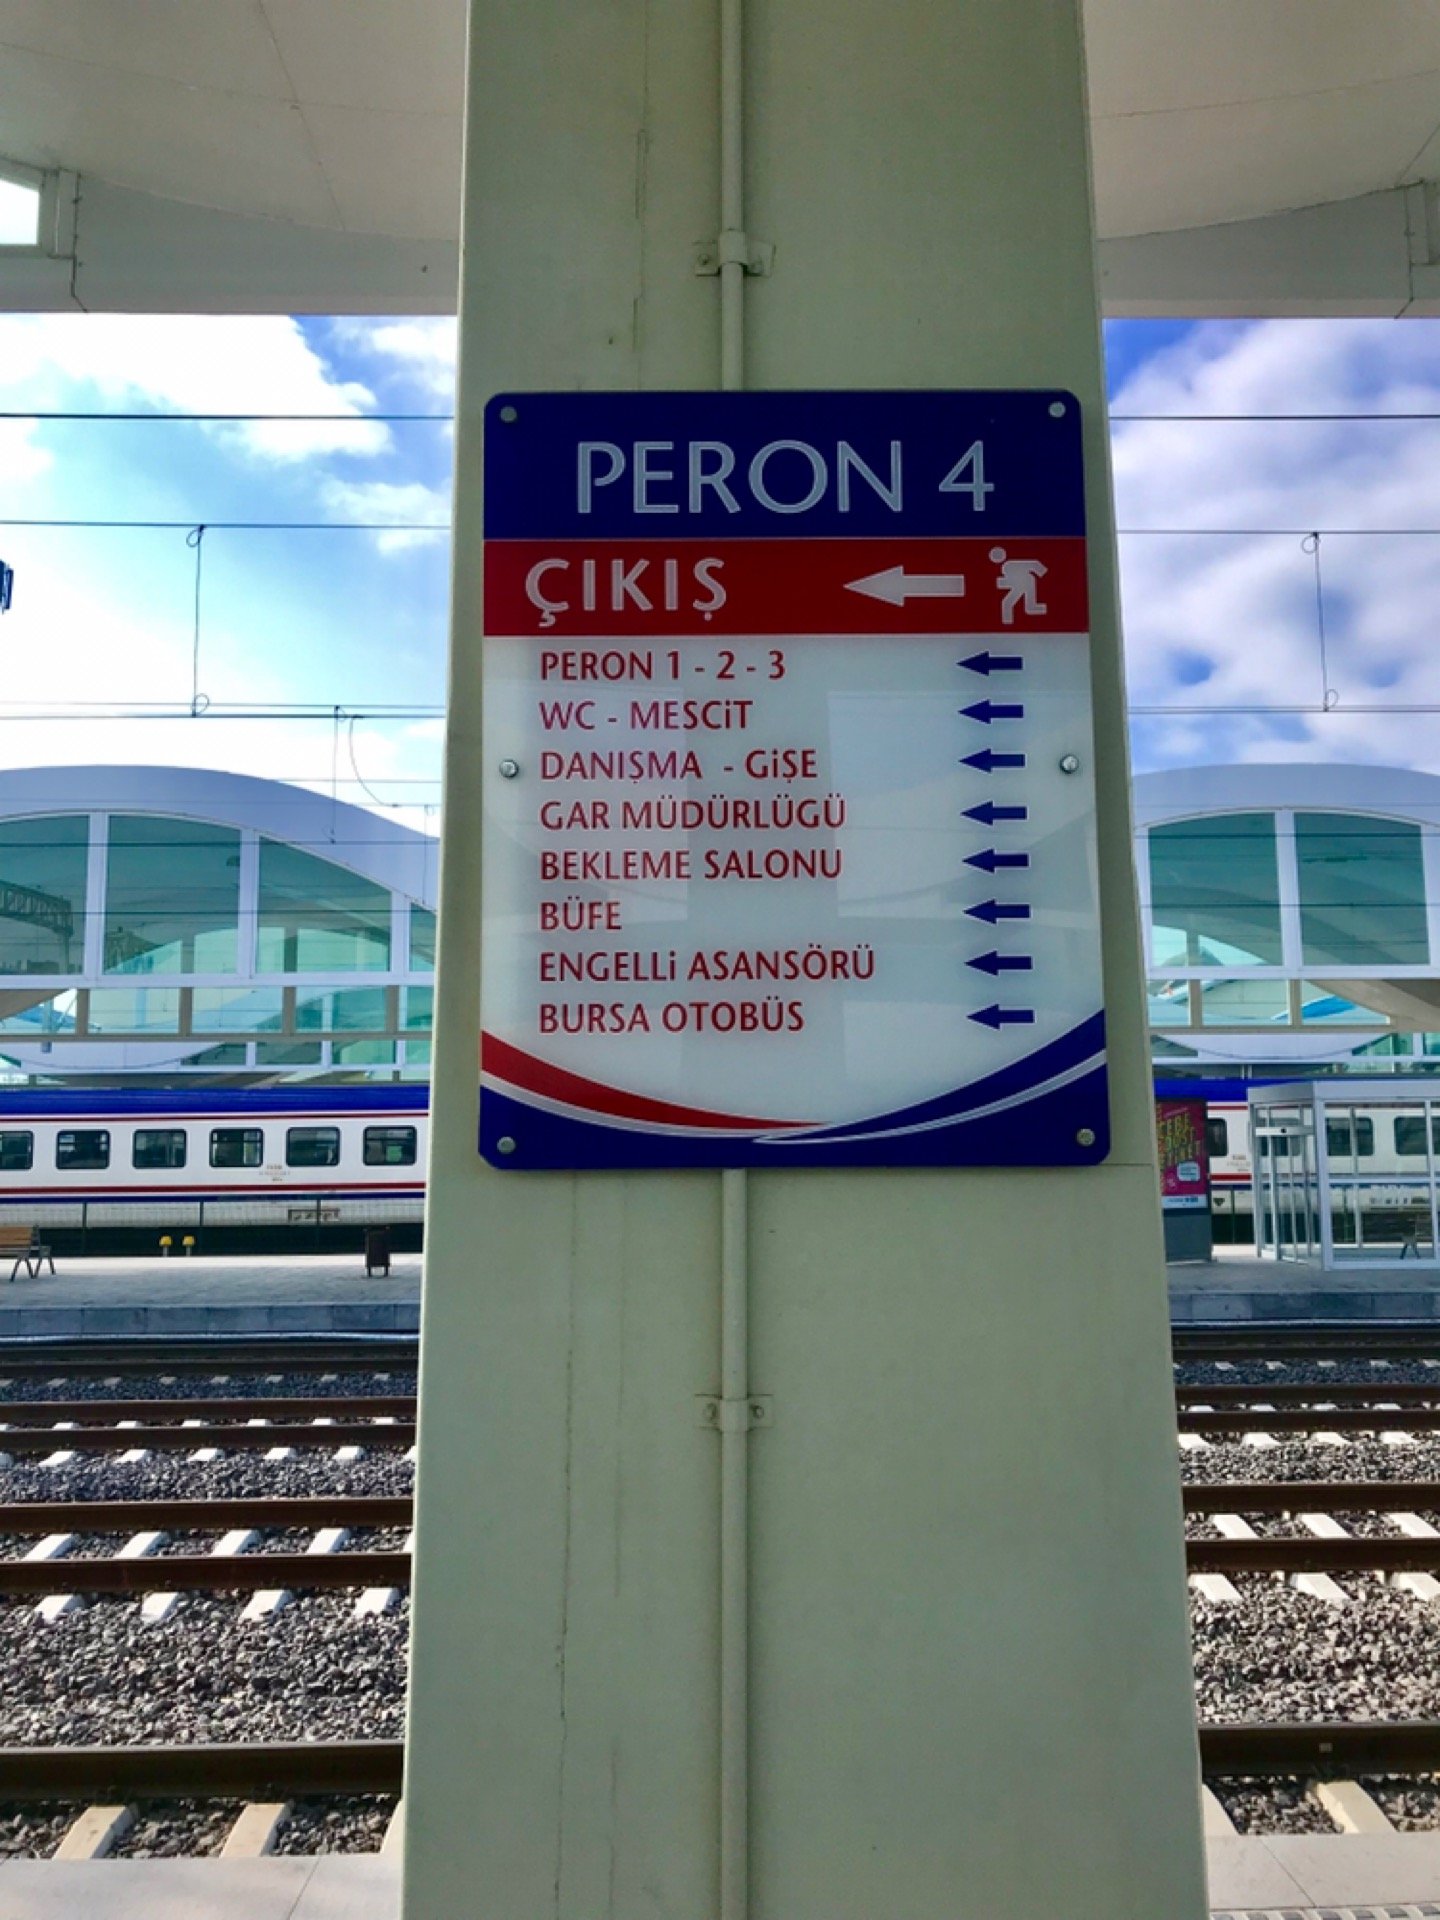 PERON 4
ÇIKIŞ
PERON 1 - 2 - 3
WC - MESCiT
DANIŞMA - GiŞE
GAR MÜDÜRLÜGÜ
BEKLEME SALONU
BÜFE
ENGELLi ASANSÖRÜ
BURSA OTOBÜS